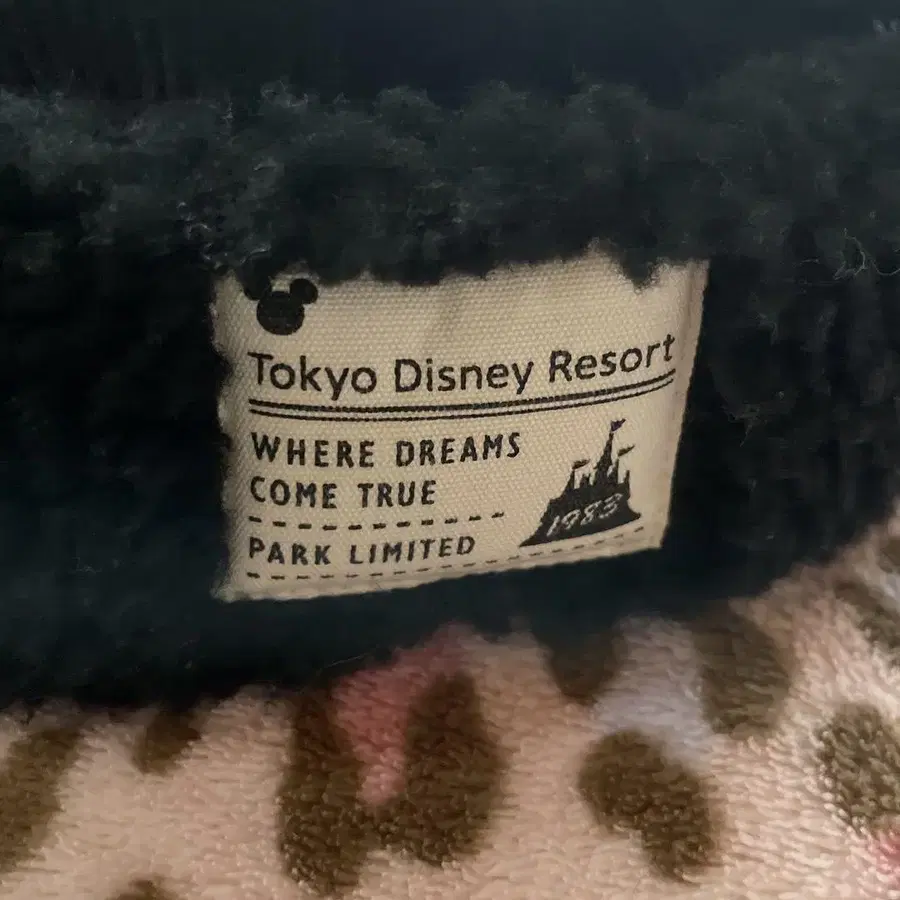 Tokyo Disney Resort
WHERE DREAMS
COME TRUE
1983
PARK LIMITED